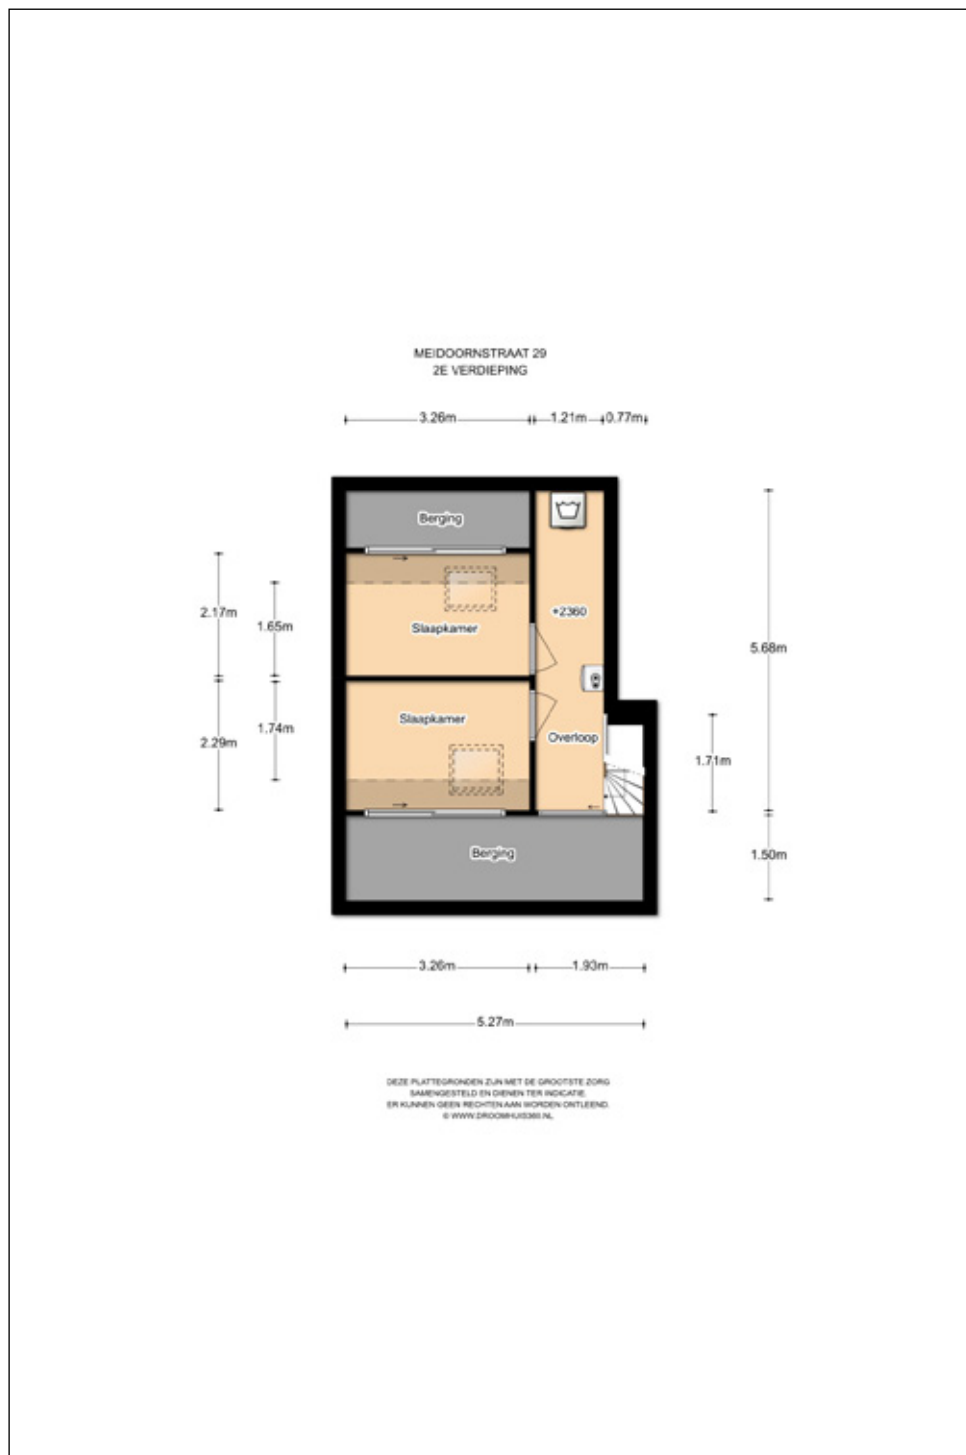 MEIDOORNSTRAAT 29
2E VERDIEPING
3.26m
1.21m
0.77m
Berging
2.17m
1.65m
+2360
Slaapkamer
5.68m
Slaapkamer
1.74m
2.29m
Overloop
1.71m
Berging
1.50m
3.26m
1.93m
5.27m
DEZE PLATTEGRONDEN ZIJN MET DE GROOTSTE ZORG
SAMENGESTELD EN DIENEN TER INDICATIE.
ER KUNNEN GEEN RECHTEN AAN WORDEN ONTLEEND.
© WWW.DROOMHUIS360.NL